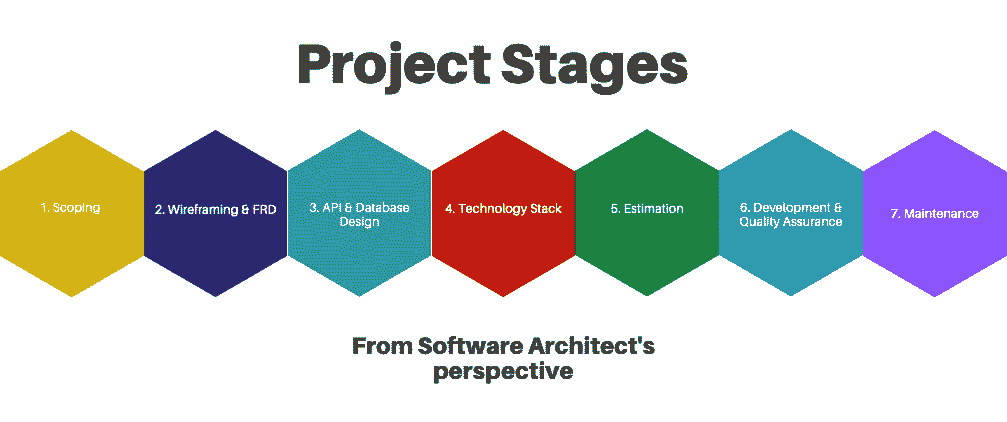 Project Stages
1. Scoping
2. Wireframing & FRD
3. API & Database
Design
4. Technology Stack
5. Estimation
6. Development &
Quality Assurance
7. Maintenance
From Software Architect's
perspective